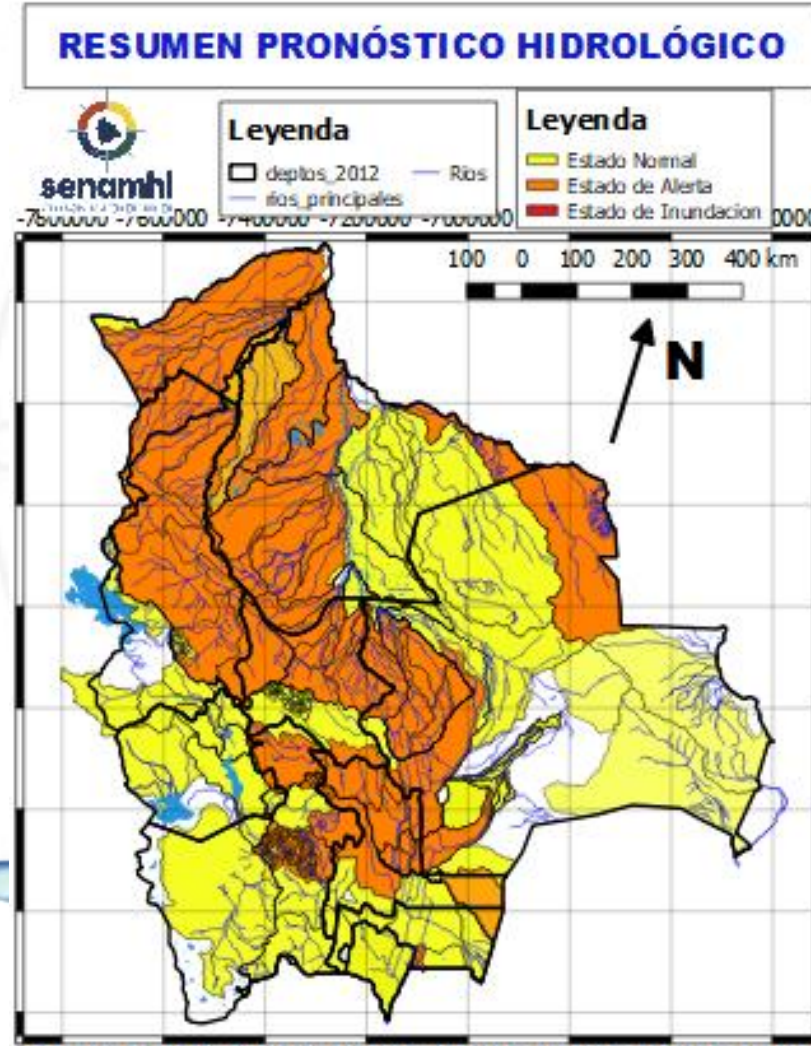 RESUMEN PRONÓSTICO HIDROLÓGICO
senamhi
Leyenda
deptos_2012
Rios
rios_principales
Leyenda
Estado Normal
Estado de Alerta
Estado de Inundacion
-7600000 -7400000 -7200000
100 0 100 200 300 400 km
N